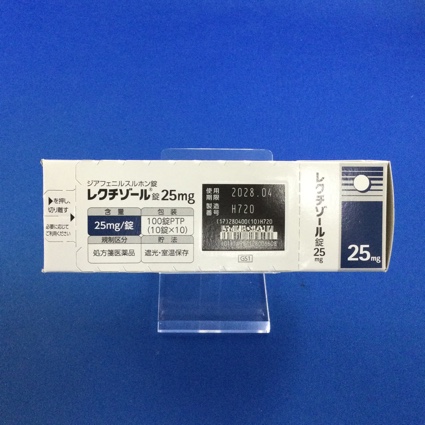 ▶を押し、
切り離す
必要に応じて
ご利用ください
ジアフェニルスルホン錠
レクチゾール®錠25mg
含量 包装
25mg/錠 100錠PTP
(10錠×10)
規制区分 貯法
処方箋医薬品 遮光・室温保存
使用
期限 2028.04
製造
番号 H720
(17)280400(10)H720
GS1
レクチゾール®錠25mg
25mg